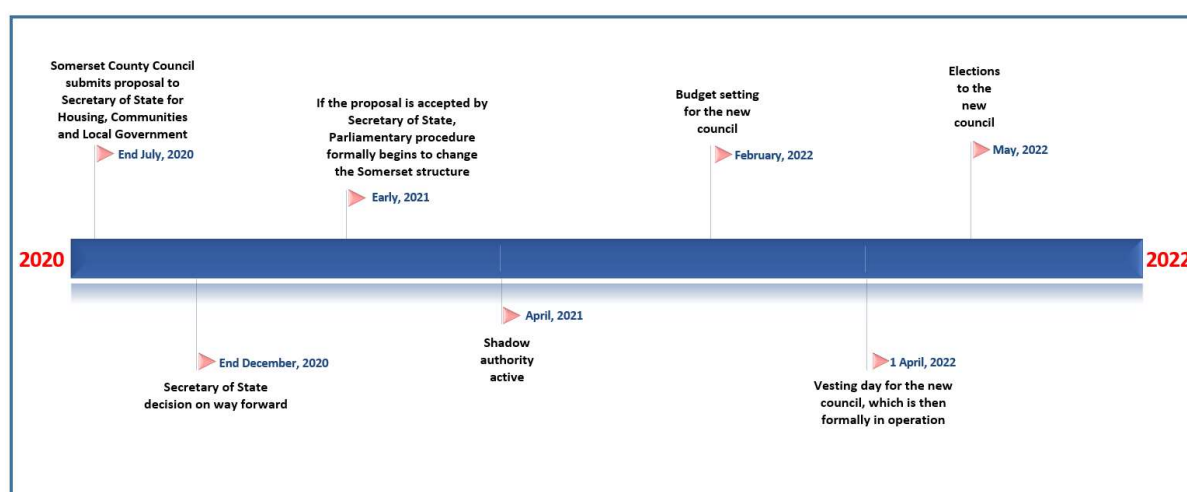 Somerset County Council
submits proposal to
Secretary of State for
Housing, Communities
and Local Government
End July, 2020
If the proposal is accepted by
Secretary of State,
Parliamentary procedure
formally begins to change
the Somerset structure
Early, 2021
Budget setting
for the new
council
February, 2022
Elections
to the
new
council
May, 2022
2020
2022
End December, 2020
Secretary of State
decision on way forward
April, 2021
Shadow
authority
active
1 April, 2022
Vesting day for the new
council, which is then
formally in operation